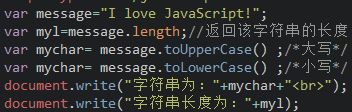 var message="I love JavaScript!";
var myl=message.length;//返回该字符串的长度
var mychar= message.toUpperCase() ;/*大写*/
var mychar= message.toLowerCase() ;/*小写*/
document.write("字符串为："+mychar+"<br>");
document.write("字符串长度为："+myl);